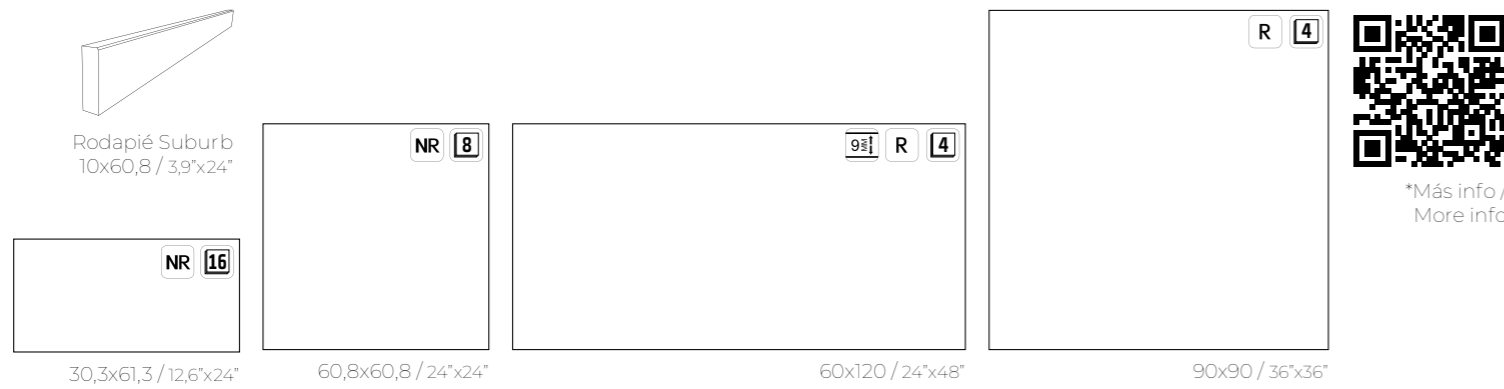 Rodapié Suburb
10x60,8 / 3,9”x24”
NR 16
30,3x61,3 / 12,6”x24”
NR 8
60,8x60,8 / 24”x24”
9 MM R 4
60x120 / 24”x48”
R 4
90x90 / 36”x36”
*Más info /
More info